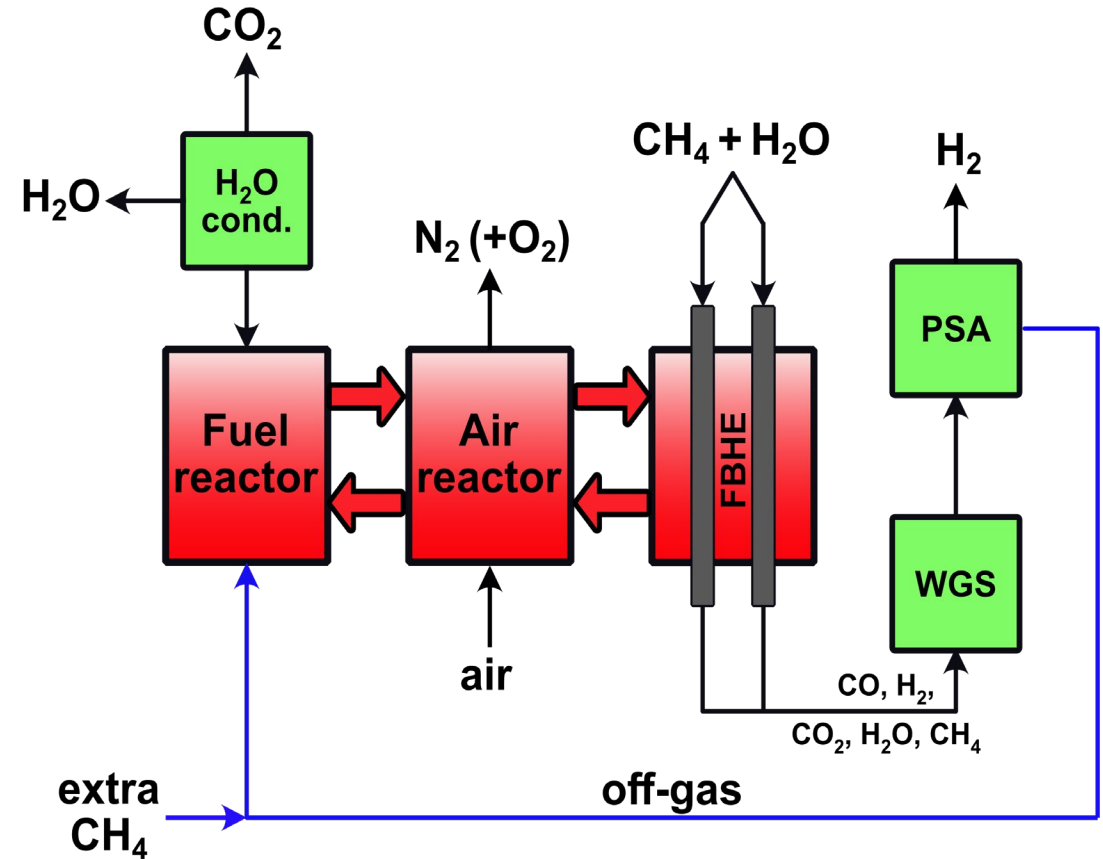 CO₂
CH₄ + H₂O
H₂
H₂O
H₂O
cond.
N₂ (+O₂)
PSA
Fuel
reactor
Air
reactor
FBHE
WGS
air
CO, H₂,
CO₂, H₂O, CH₄
extra
CH₄
off-gas